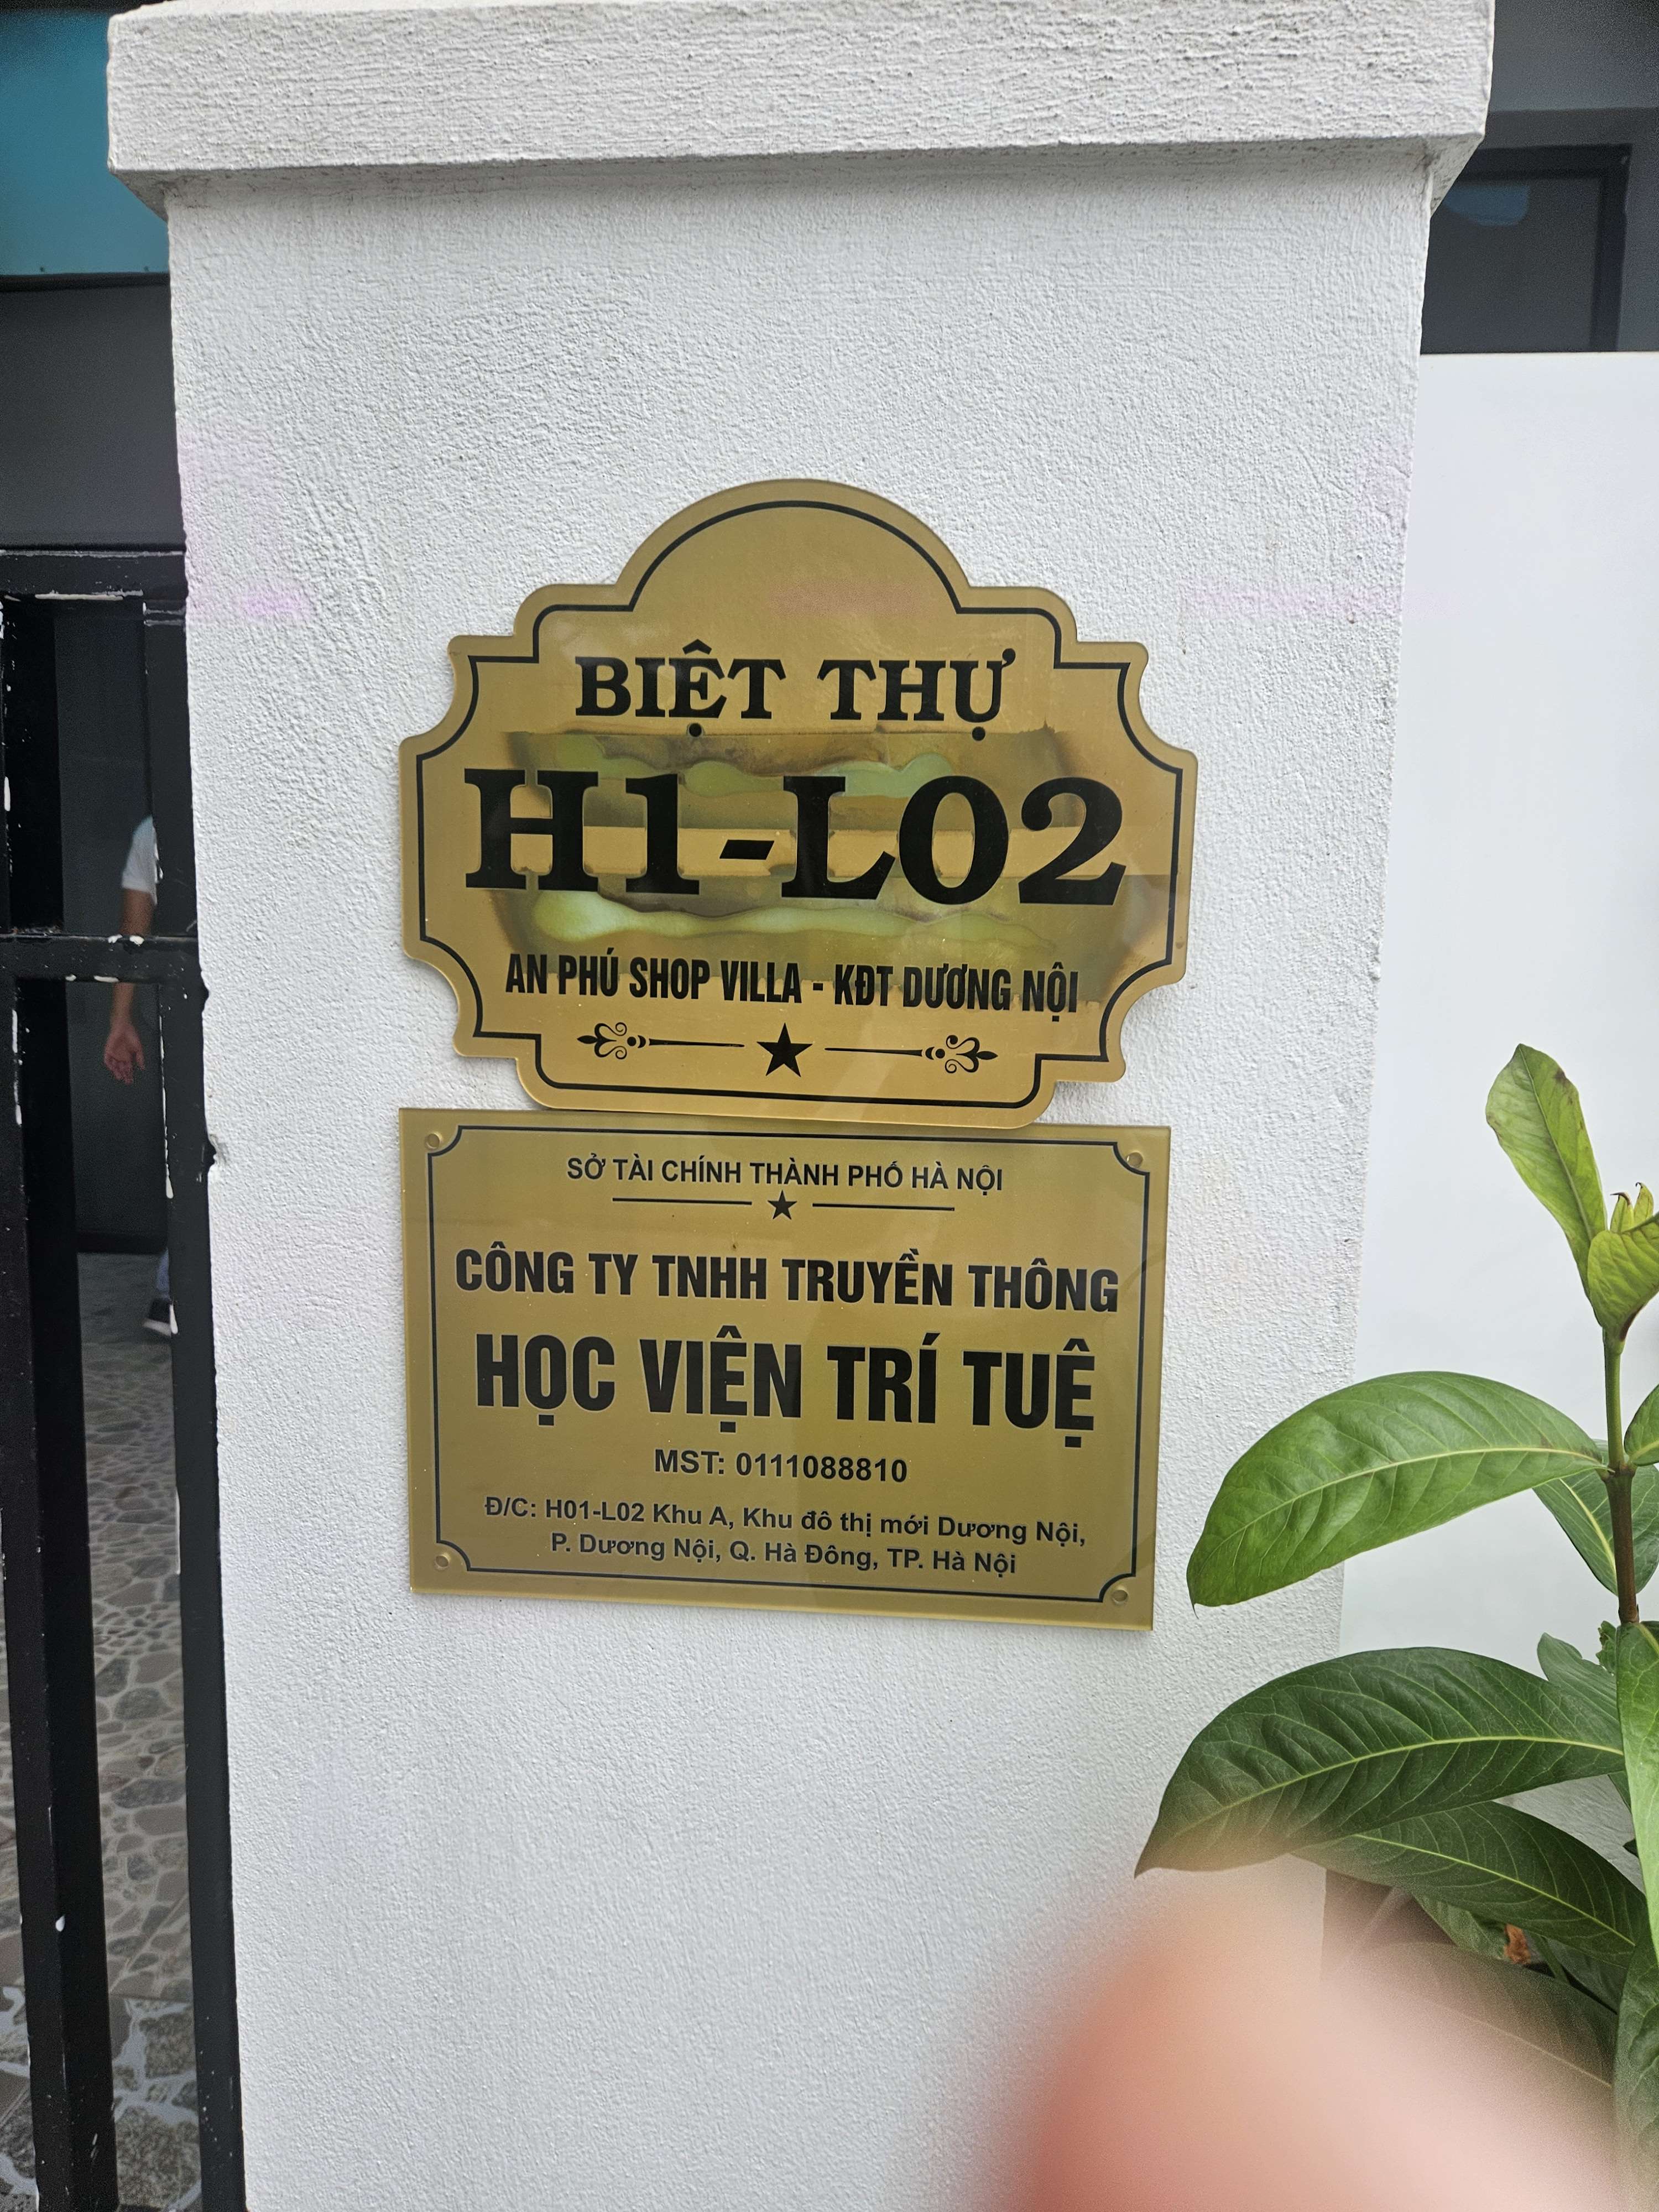 BIỆT THỰ
H1-L02
AN PHÚ SHOP VILLA - KĐT DƯƠNG NỘI
SỞ TÀI CHÍNH THÀNH PHỐ HÀ NỘI
CÔNG TY TNHH TRUYỀN THÔNG
HỌC VIỆN TRÍ TUỆ
MST: 0111088810
Đ/C: H01-L02 Khu A, Khu đô thị mới Dương Nội,
P. Dương Nội, Q. Hà Đông, TP. Hà Nội